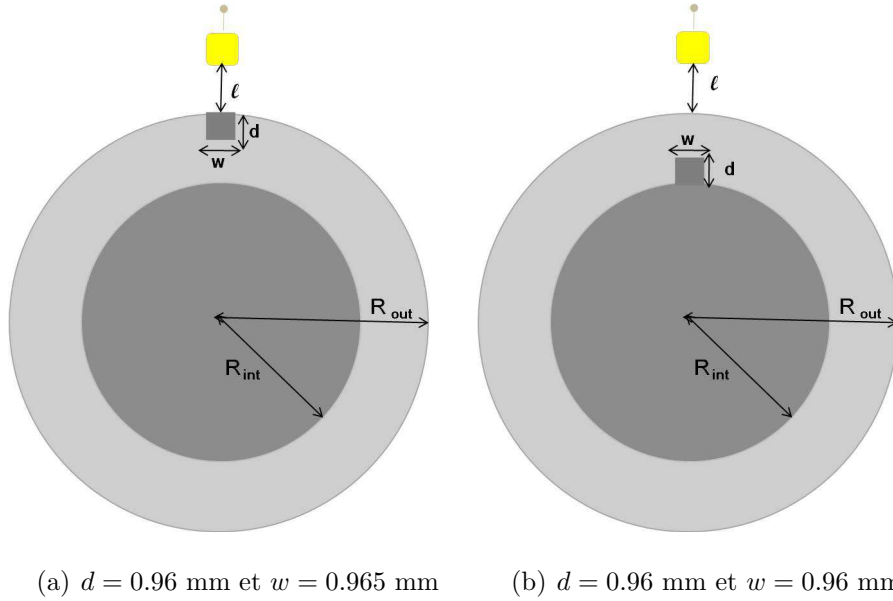 ℓ
d
w
R out
R int
(a) d = 0.96 mm et w = 0.965 mm
ℓ
w
d
R out
R int
(b) d = 0.96 mm et w = 0.96 mm